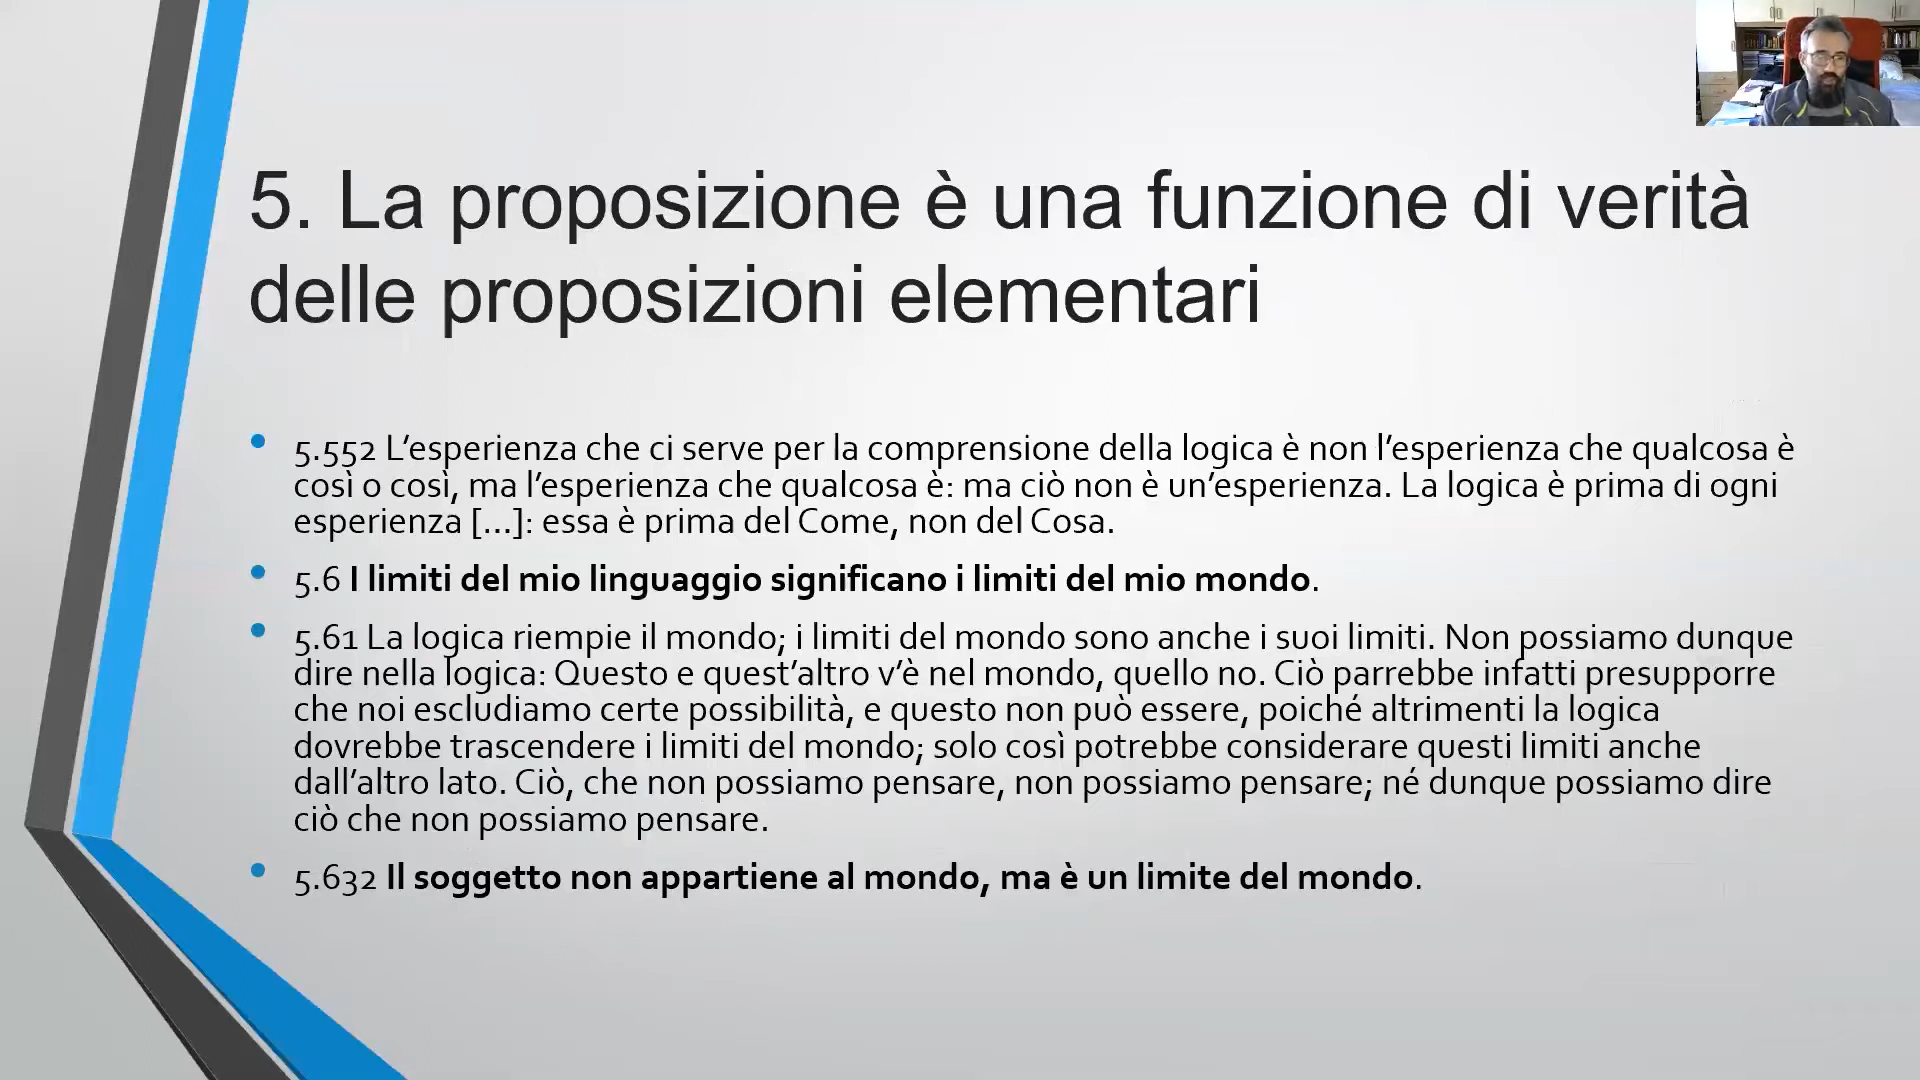 5. La proposizione è una funzione di verità
delle proposizioni elementari
• 5.552 L’esperienza che ci serve per la comprensione della logica è non l’esperienza che qualcosa è
così o così, ma l’esperienza che qualcosa è: ma ciò non è un’esperienza. La logica è prima di ogni
esperienza [...]: essa è prima del Come, non del Cosa.
• 5.6 I limiti del mio linguaggio significano i limiti del mio mondo.
• 5.61 La logica riempie il mondo; i limiti del mondo sono anche i suoi limiti. Non possiamo dunque
dire nella logica: Questo e quest’altro v’è nel mondo, quello no. Ciò parrebbe infatti presupporre
che noi escludiamo certe possibilità, e questo non può essere, poiché altrimenti la logica
dovrebbe trascendere i limiti del mondo; solo così potrebbe considerare questi limiti anche
dall’altro lato. Ciò, che non possiamo pensare, non possiamo pensare; né dunque possiamo dire
ciò che non possiamo pensare.
• 5.632 Il soggetto non appartiene al mondo, ma è un limite del mondo.